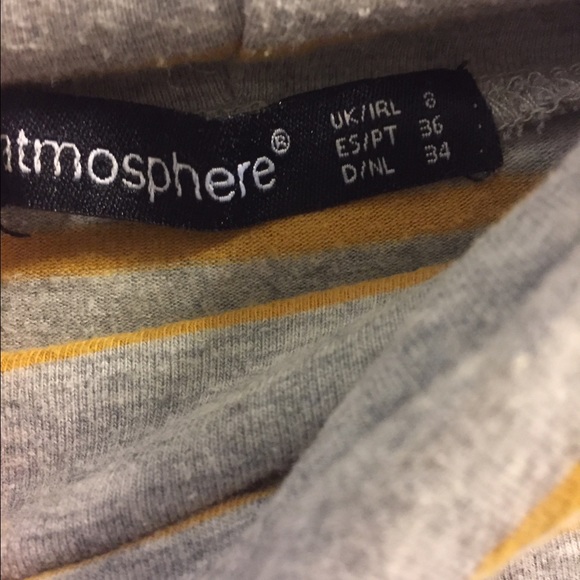 atmosphere®
UK/IRL 8
ES/PT 36
D/NL 34